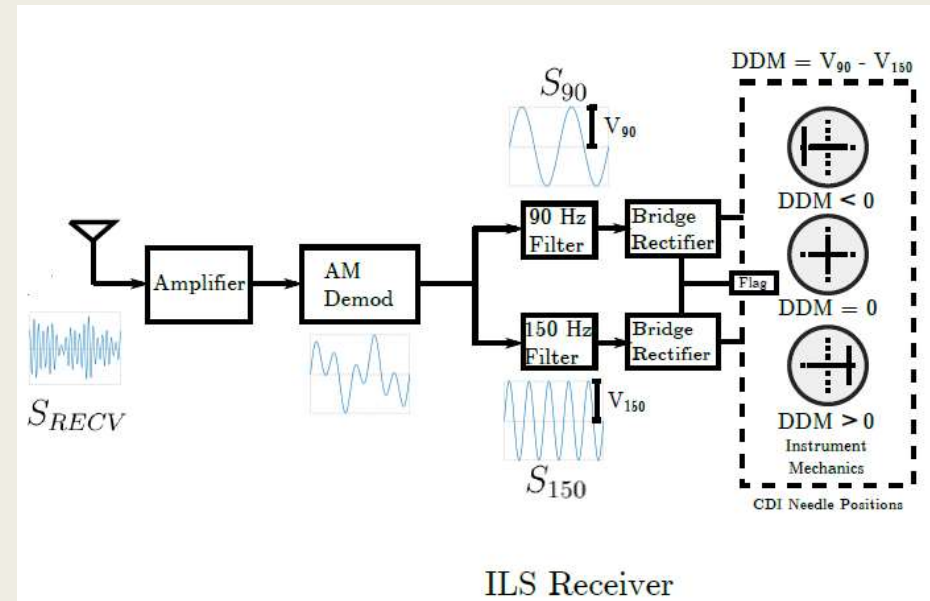 DDM = V₉₀ - V₁₅₀
S₉₀
V₉₀
90 Hz
Filter
Bridge
Rectifier
DDM < 0
Amplifier
AM
Demod
Flag
DDM = 0
150 Hz
Filter
Bridge
Rectifier
S_RECV
V₁₅₀
S₁₅₀
DDM > 0
Instrument
Mechanics
CDI Needle Positions
ILS Receiver